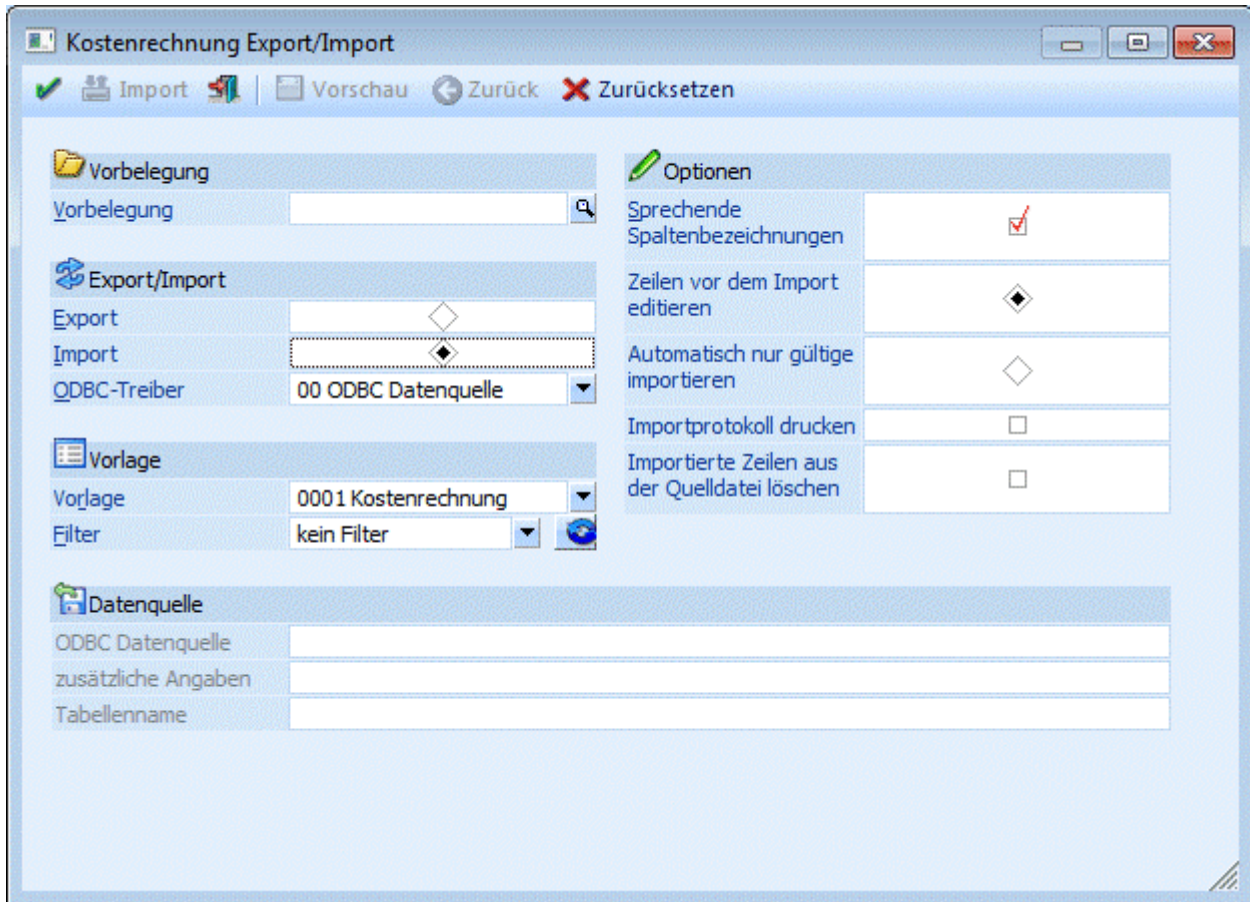 Kostenrechnung Export/Import
Import Vorschau Zurück Zurücksetzen
Vorbelegung
Vorbelegung
Export/Import
Export
Import
ODBC-Treiber 00 ODBC Datenquelle
Vorlage
Vorlage 0001 Kostenrechnung
Filter kein Filter
Optionen
Sprechende
Spaltenbezeichnungen
Zeilen vor dem Import
editieren
Automatisch nur gültige
importieren
Importprotokoll drucken
Importierte Zeilen aus
der Quelldatei löschen
Datenquelle
ODBC Datenquelle
zusätzliche Angaben
Tabellenname